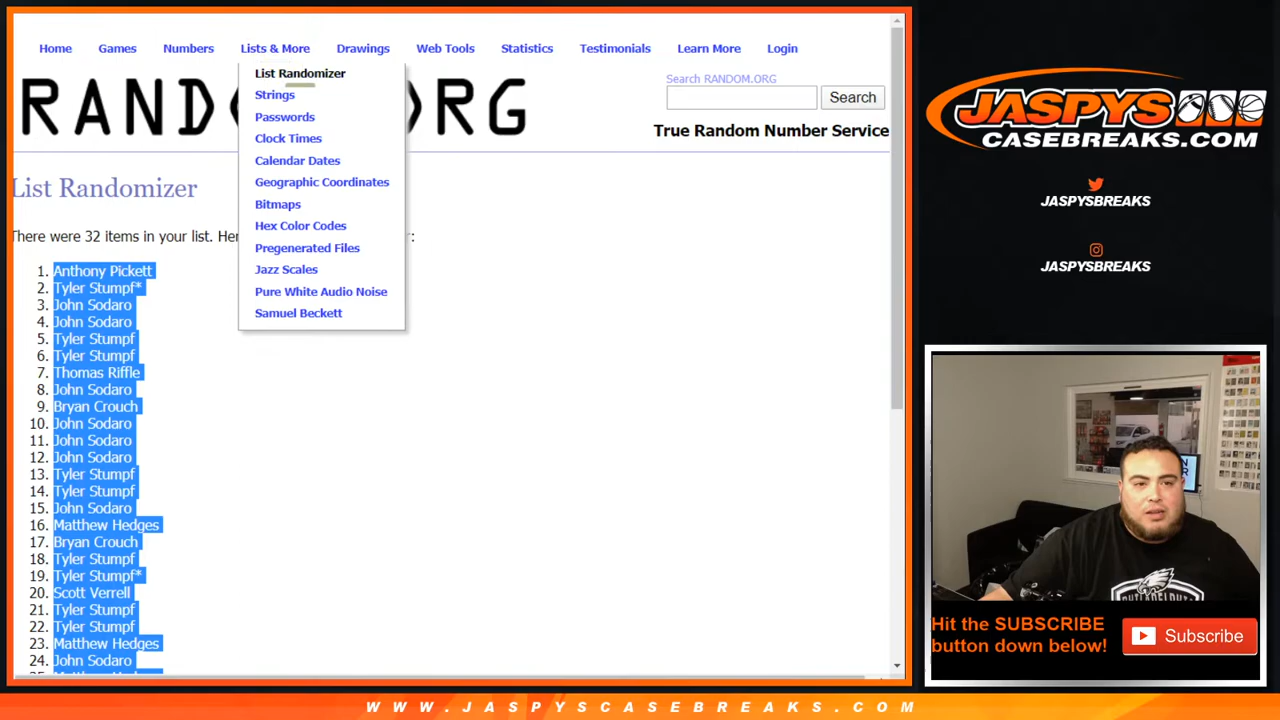 Home Games Numbers Lists & More Drawings Web Tools Statistics Testimonials Learn More Login
List Randomizer
Strings
Passwords
Clock Times
Calendar Dates
Geographic Coordinates
Bitmaps
Hex Color Codes
Pregenerated Files
Jazz Scales
Pure White Audio Noise
Samuel Beckett
Search RANDOM.ORG
Search
True Random Number Service
List Randomizer
There were 32 items in your list. Her
1. Anthony Pickett
2. Tyler Stumpf*
3. John Sodaro
4. John Sodaro
5. Tyler Stumpf
6. Tyler Stumpf
7. Thomas Riffle
8. John Sodaro
9. Bryan Crouch
10. John Sodaro
11. John Sodaro
12. John Sodaro
13. Tyler Stumpf
14. Tyler Stumpf
15. John Sodaro
16. Matthew Hedges
17. Bryan Crouch
18. Tyler Stumpf
19. Tyler Stumpf*
20. Scott Verrell
21. Tyler Stumpf
22. Tyler Stumpf
23. Matthew Hedges
24. John Sodaro
JASPYS
CASEBREAKS.COM
JASPYSBREAKS
JASPYSBREAKS
Hit the SUBSCRIBE
button down below!
Subscribe
WWW.JASPYSCASEBREAKS.COM